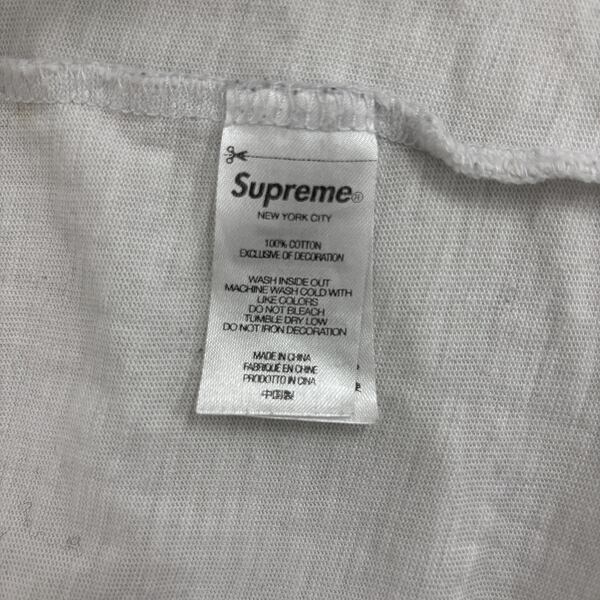 Supreme®
NEW YORK CITY
100% COTTON
EXCLUSIVE OF DECORATION
WASH INSIDE OUT
MACHINE WASH COLD WITH
LIKE COLORS
DO NOT BLEACH
TUMBLE DRY LOW
DO NOT IRON DECORATION
MADE IN CHINA
FABRIQUÉ EN CHINE
PRODOTTO IN CINA
中国製